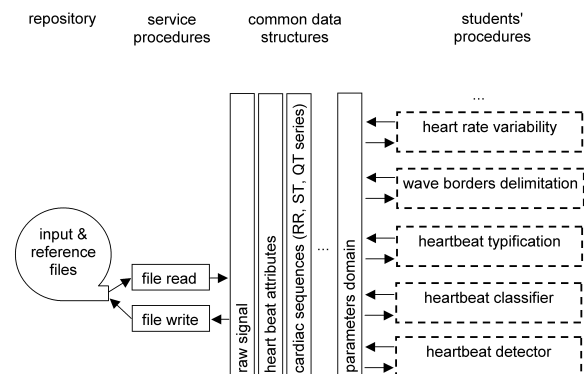 repository
service
procedures
common data
structures
students'
procedures
...
heart rate variability
wave borders delimitation
heartbeat typification
heartbeat classifier
heartbeat detector
input &
reference
files
file read
file write
raw signal
heart beat attributes
cardiac sequences (RR, ST, QT series)
...
parameters domain